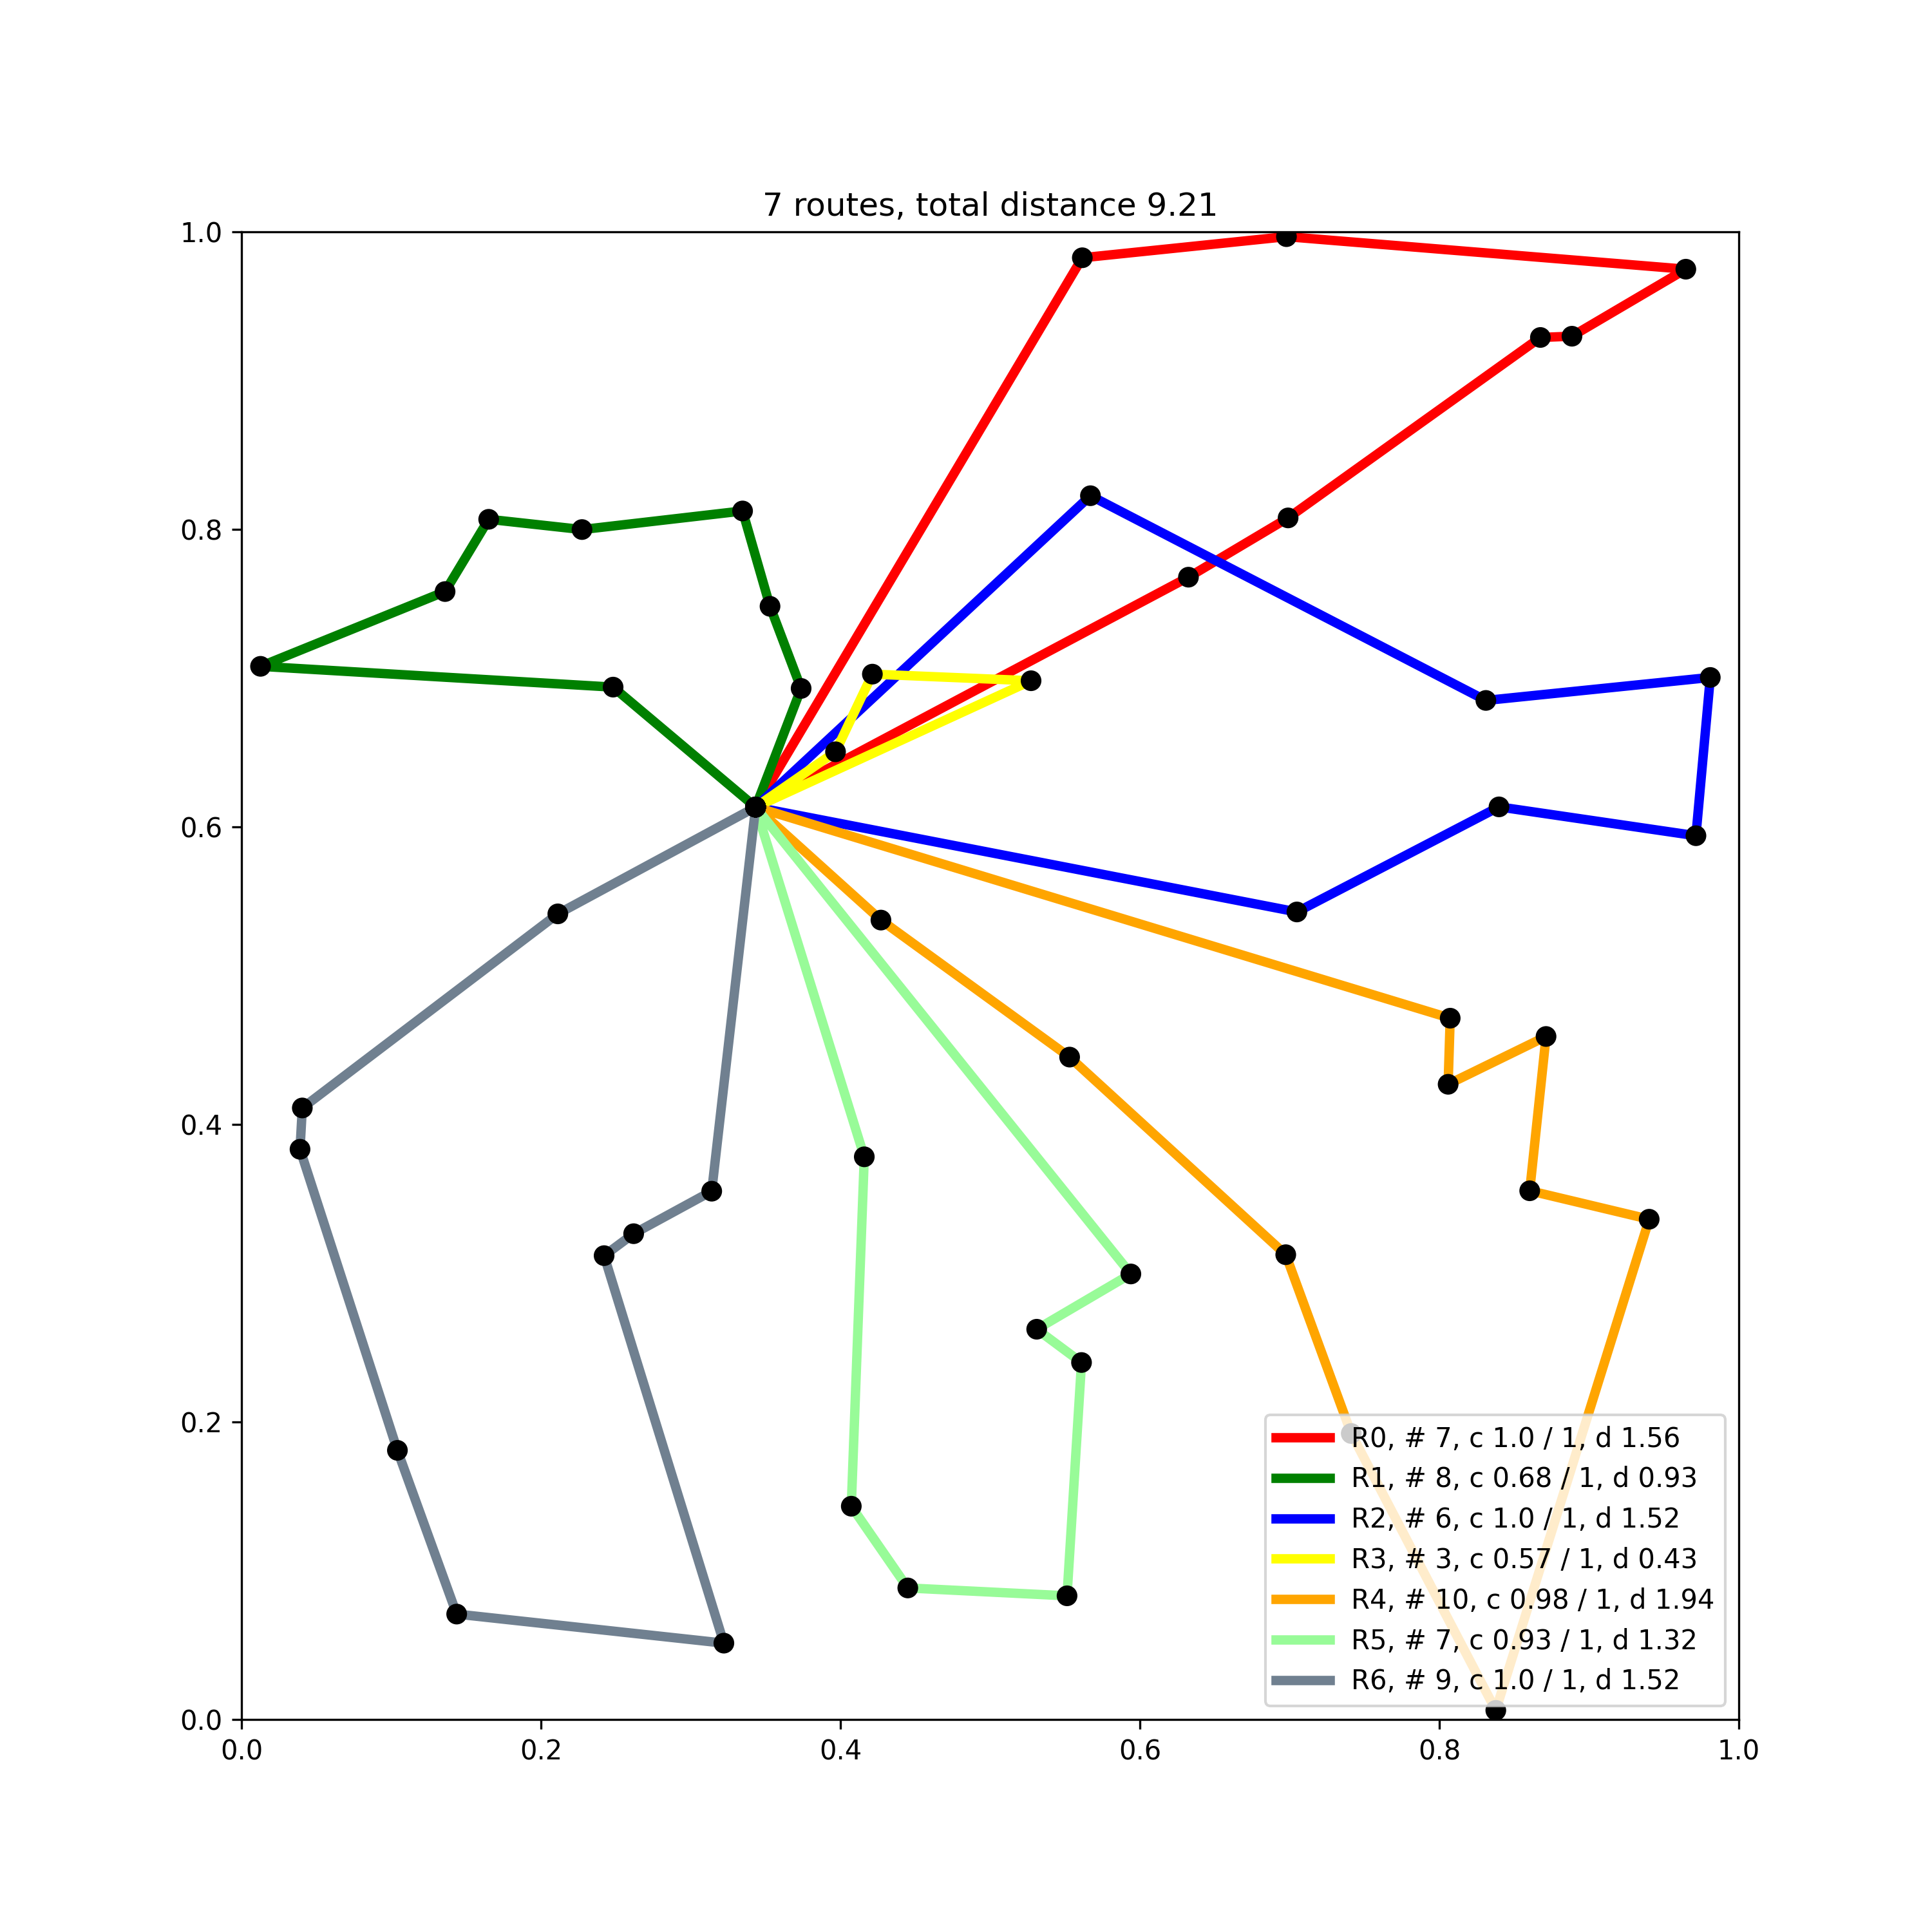 7 routes, total distance 9.21
1.0
0.8
0.6
0.4
0.2
0.0
0.0 0.2 0.4 0.6 0.8 1.0
R0, # 7, c 1.0 / 1, d 1.56
R1, # 8, c 0.68 / 1, d 0.93
R2, # 6, c 1.0 / 1, d 1.52
R3, # 3, c 0.57 / 1, d 0.43
R4, # 10, c 0.98 / 1, d 1.94
R5, # 7, c 0.93 / 1, d 1.32
R6, # 9, c 1.0 / 1, d 1.52